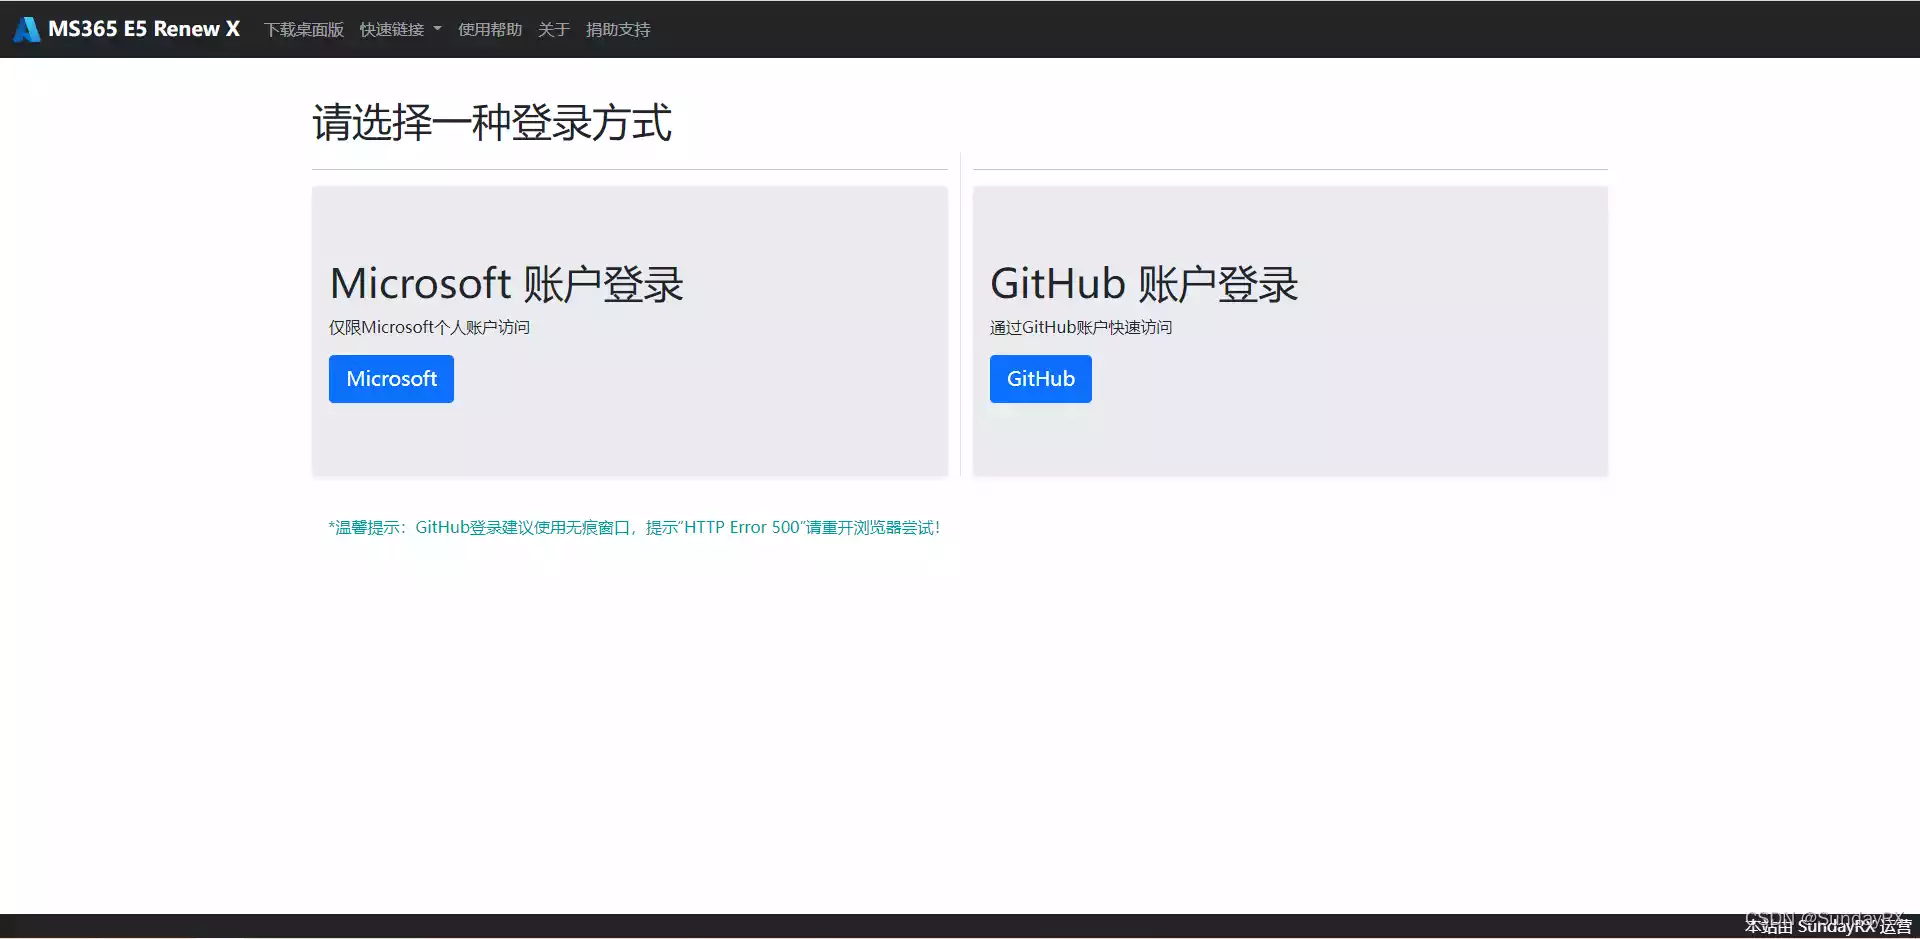 MS365 E5 Renew X 下载桌面版 快速链接 使用帮助 关于 捐助支持
请选择一种登录方式
Microsoft 账户登录
仅限Microsoft个人账户访问
Microsoft
GitHub 账户登录
通过GitHub账户快速访问
GitHub
*温馨提示：GitHub登录建议使用无痕窗口，提示“HTTP Error 500”请重开浏览器尝试！
CSDN @SundayRX
本站由 SundayRX 运营